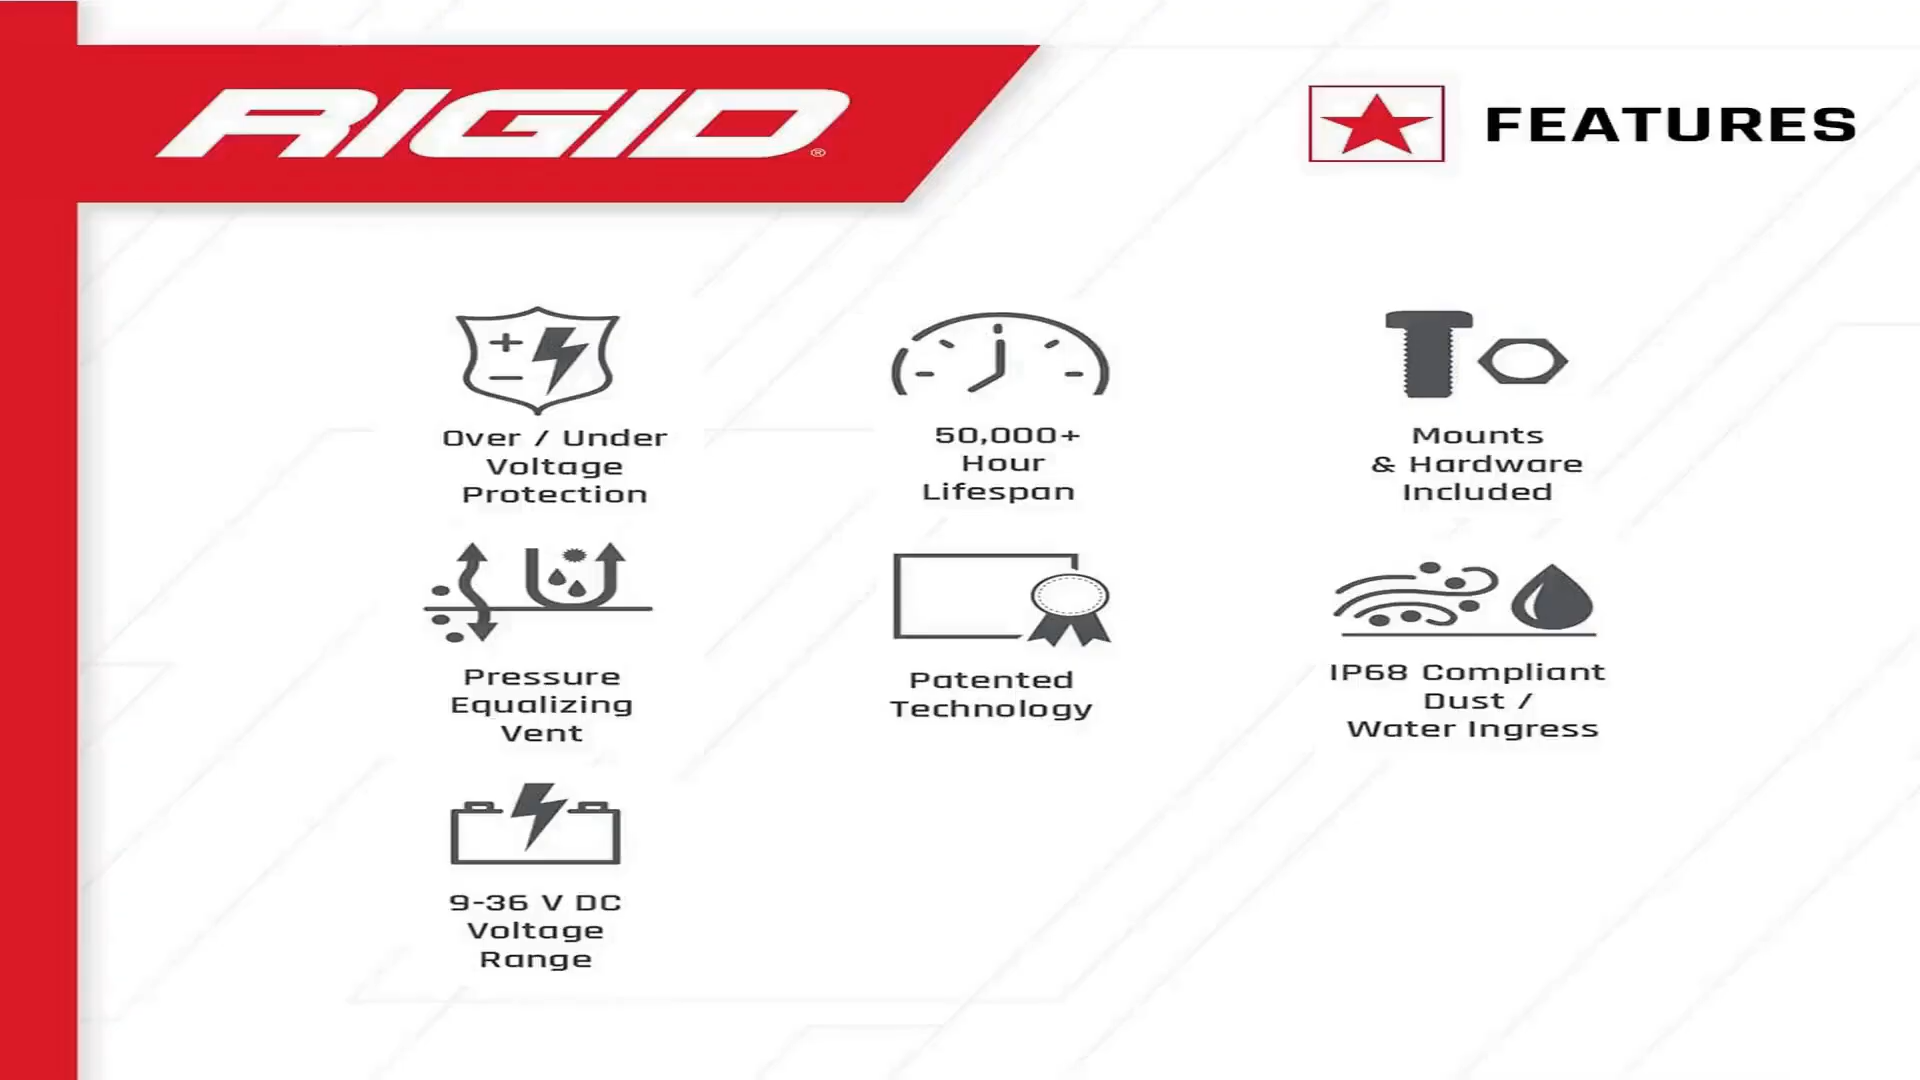 RIGID®
FEATURES
Over / Under
Voltage
Protection
50,000+
Hour
Lifespan
Mounts
& Hardware
Included
Pressure
Equalizing
Vent
Patented
Technology
IP68 Compliant
Dust /
Water Ingress
9-36 V DC
Voltage
Range